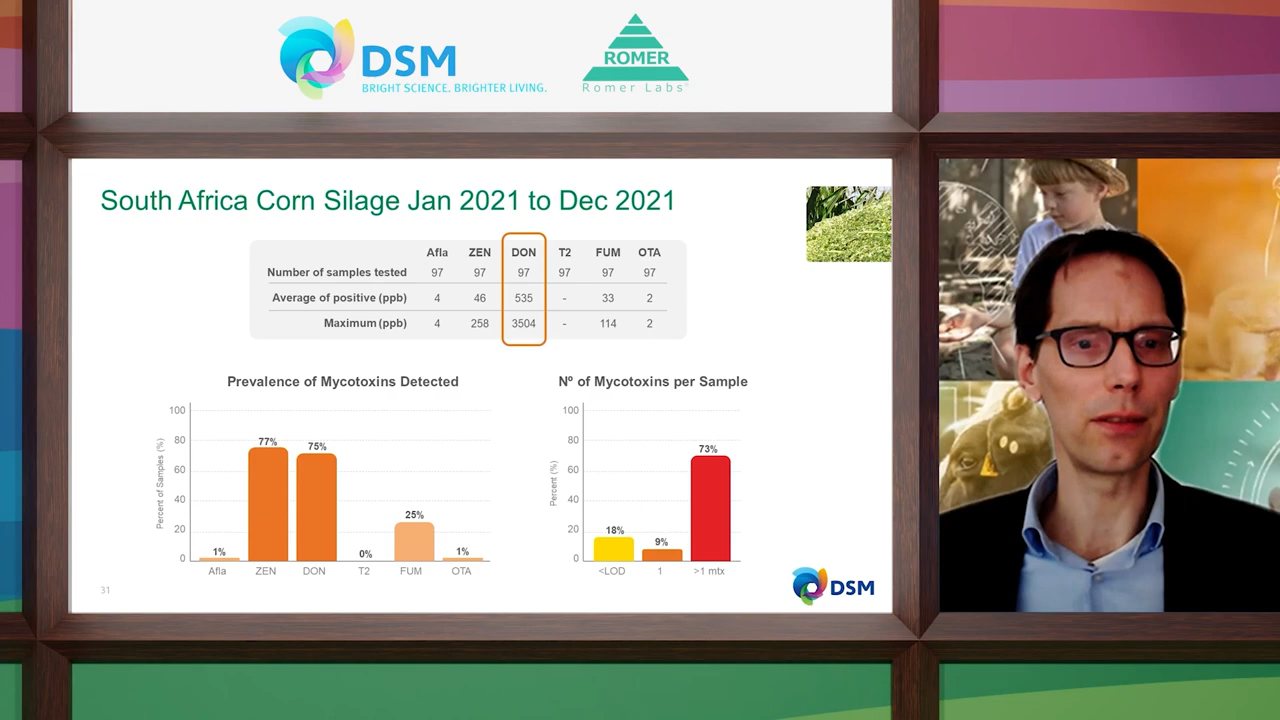 DSM
BRIGHT SCIENCE. BRIGHTER LIVING.
ROMER
Romer Labs®
South Africa Corn Silage Jan 2021 to Dec 2021
Afla ZEN DON T2 FUM OTA
Number of samples tested 97 97 97 97 97 97
Average of positive (ppb) 4 46 535 - 33 2
Maximum (ppb) 4 258 3504 - 114 2
Prevalence of Mycotoxins Detected
Percent of Samples (%)
100
80
60
40
20
0
1% 77% 75% 0% 25% 1%
Afla ZEN DON T2 FUM OTA
Nº of Mycotoxins per Sample
Percent (%)
100
80
60
40
20
0
18% 9% 73%
<LOD 1 >1 mtx
31
DSM